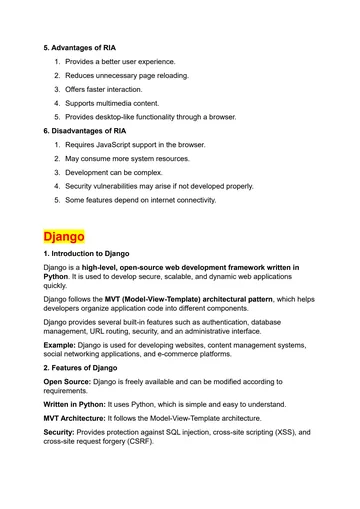 5. Advantages of RIA
1. Provides a better user experience.
2. Reduces unnecessary page reloading.
3. Offers faster interaction.
4. Supports multimedia content.
5. Provides desktop-like functionality through a browser.
6. Disadvantages of RIA
1. Requires JavaScript support in the browser.
2. May consume more system resources.
3. Development can be complex.
4. Security vulnerabilities may arise if not developed properly.
5. Some features depend on internet connectivity.
Django
1. Introduction to Django
Django is a high-level, open-source web development framework written in
Python. It is used to develop secure, scalable, and dynamic web applications
quickly.
Django follows the MVT (Model-View-Template) architectural pattern, which helps
developers organize application code into different components.
Django provides several built-in features such as authentication, database
management, URL routing, security, and an administrative interface.
Example: Django is used for developing websites, content management systems,
social networking applications, and e-commerce platforms.
2. Features of Django
Open Source: Django is freely available and can be modified according to
requirements.
Written in Python: It uses Python, which is simple and easy to understand.
MVT Architecture: It follows the Model-View-Template architecture.
Security: Provides protection against SQL injection, cross-site scripting (XSS), and
cross-site request forgery (CSRF).